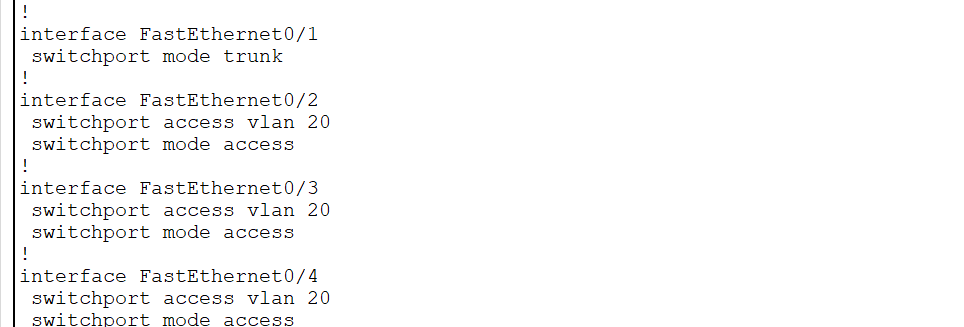 !
interface FastEthernet0/1
 switchport mode trunk
!
interface FastEthernet0/2
 switchport access vlan 20
 switchport mode access
!
interface FastEthernet0/3
 switchport access vlan 20
 switchport mode access
!
interface FastEthernet0/4
 switchport access vlan 20
 switchport mode access